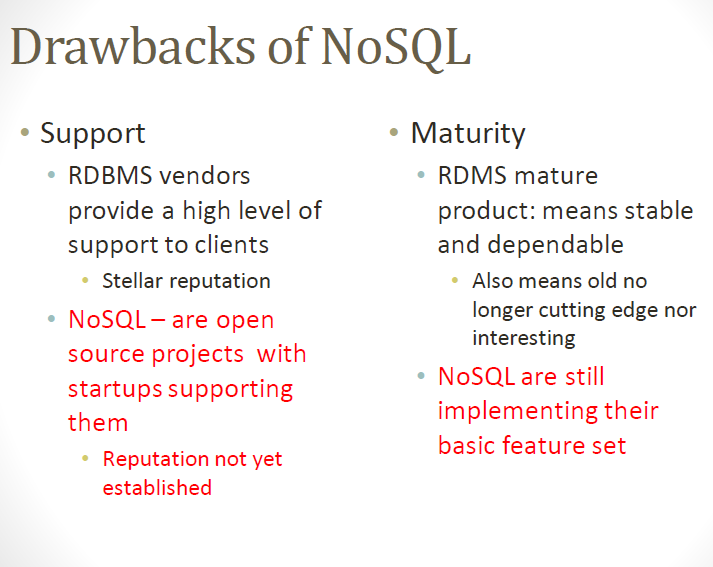 Drawbacks of NoSQL
• Support
• RDBMS vendors
provide a high level of
support to clients
• Stellar reputation
• NoSQL – are open
source projects with
startups supporting
them
• Reputation not yet
established
• Maturity
• RDMS mature
product: means stable
and dependable
• Also means old no
longer cutting edge nor
interesting
• NoSQL are still
implementing their
basic feature set